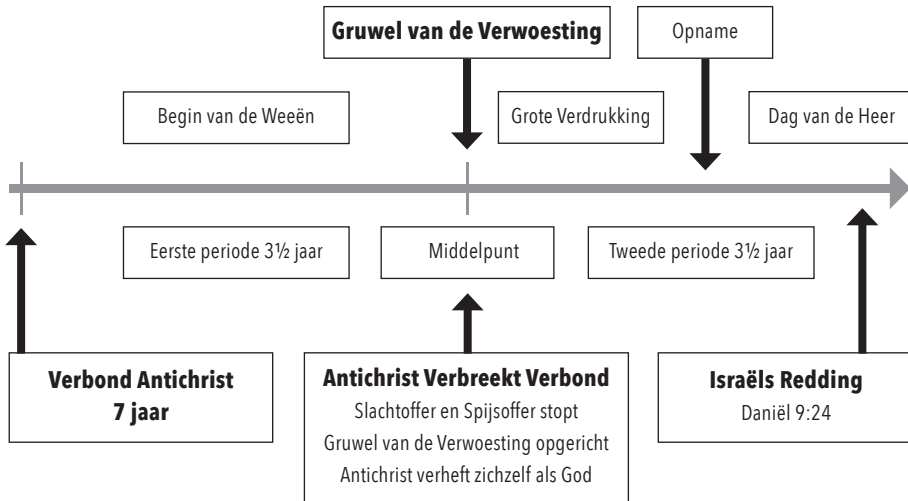 Gruwel van de Verwoesting
Opname
Begin van de Weeën
Grote Verdrukking
Dag van de Heer
Eerste periode 3½ jaar
Middelpunt
Tweede periode 3½ jaar
Verbond Antichrist
7 jaar
Antichrist Verbreekt Verbond
Slachtoffer en Spijsoffer stopt
Gruwel van de Verwoesting opgericht
Antichrist verheft zichzelf als God
Israëls Redding
Daniël 9:24